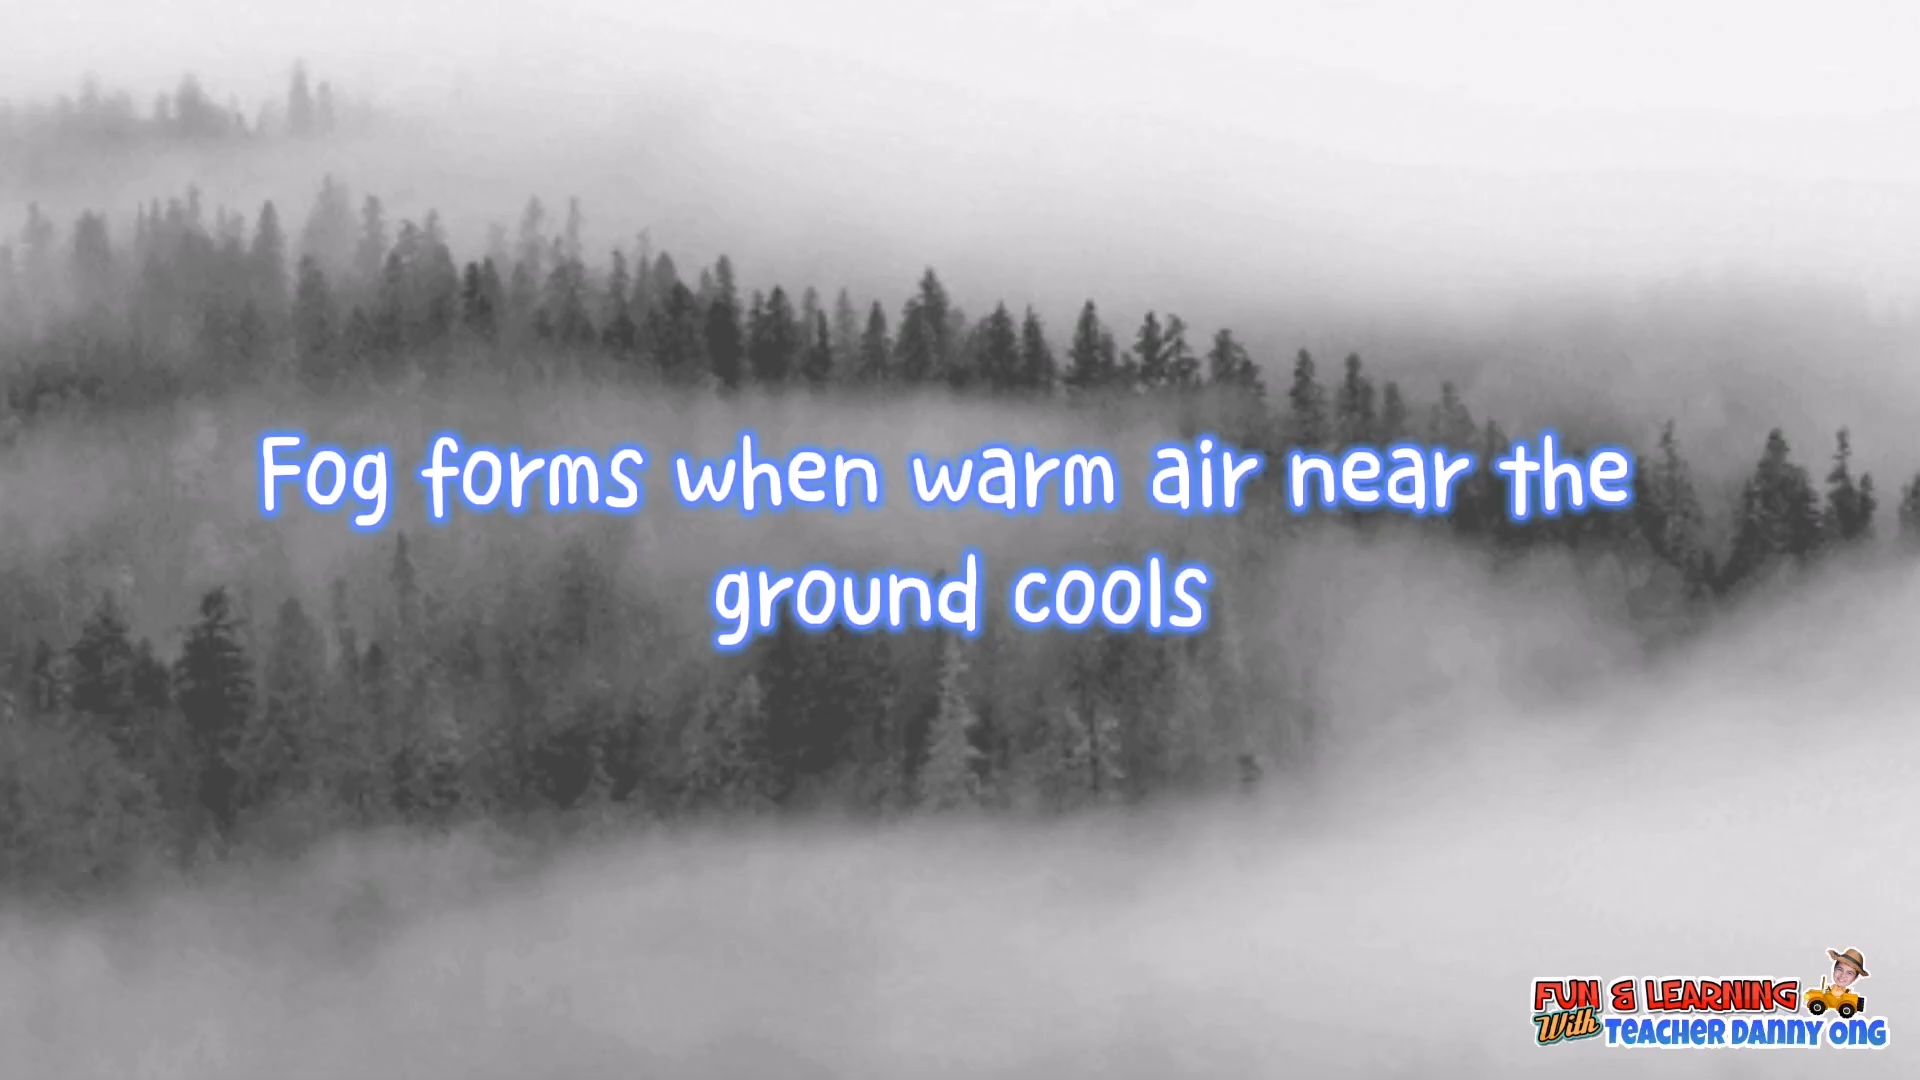 Fog forms when warm air near the
ground cools
FUN & LEARNING
With TEACHER DANNY ONG